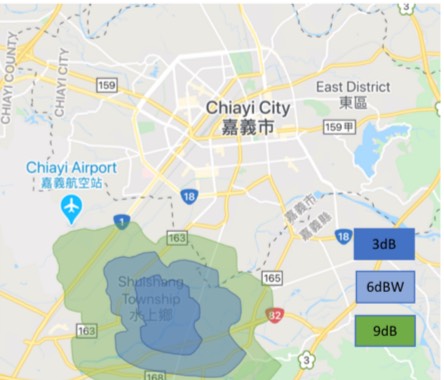 3
CHIAYI COUNTY
CHIAYI CITY
159
Chiayi City
嘉義市
East District
東區
159甲
Chiayi Airport
嘉義航空站
18
1
嘉義市
嘉義縣
163
18
3dB
165
6dBW
Shuishang
Township
水上鄉
82
163
9dB
3
168